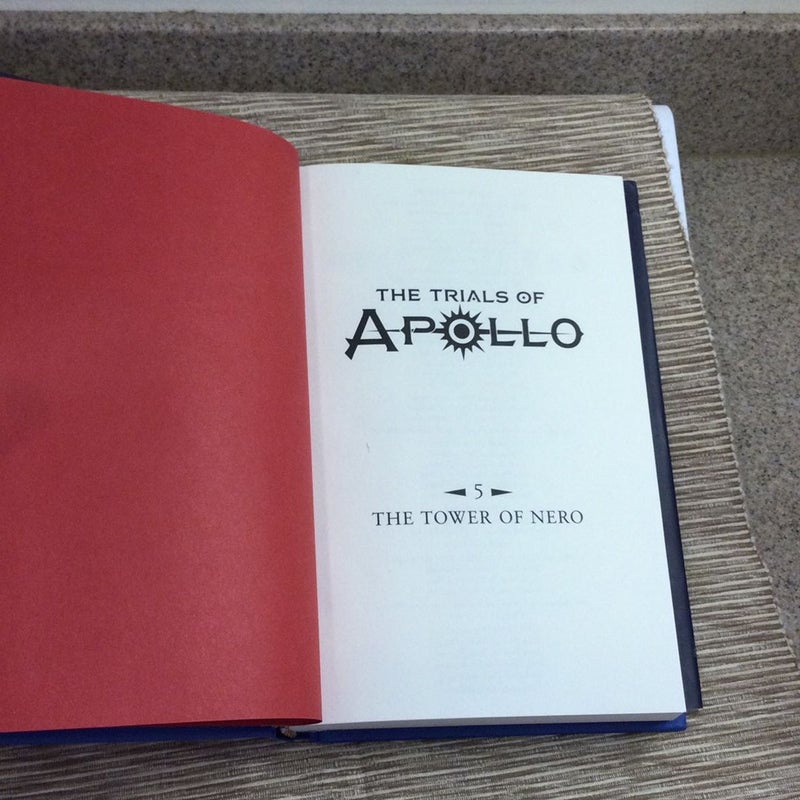 THE TRIALS OF
APOLLO
5
THE TOWER OF NERO